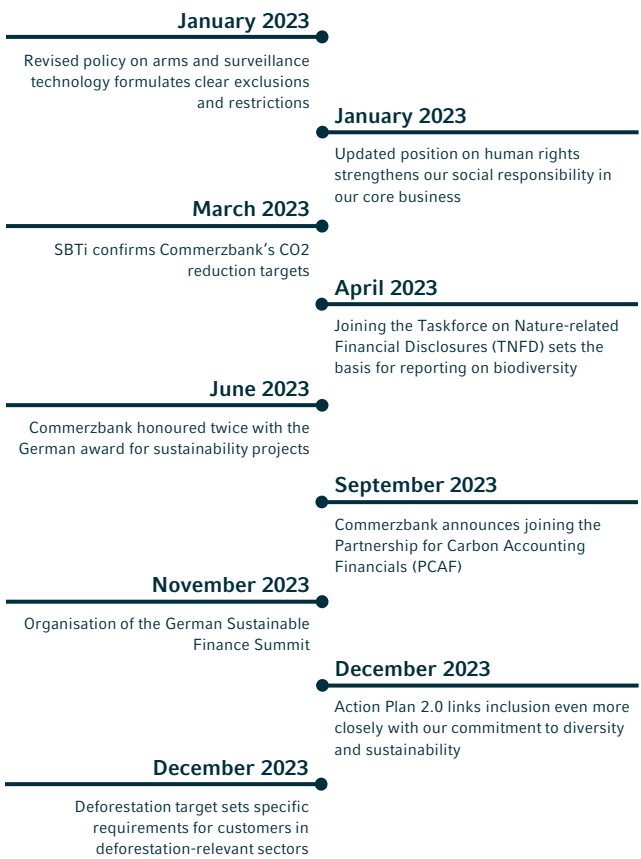 January 2023
Revised policy on arms and surveillance
technology formulates clear exclusions
and restrictions
January 2023
Updated position on human rights
strengthens our social responsibility in
our core business
March 2023
SBTi confirms Commerzbank‘s CO2
reduction targets
April 2023
Joining the Taskforce on Nature-related
Financial Disclosures (TNFD) sets the
basis for reporting on biodiversity
June 2023
Commerzbank honoured twice with the
German award for sustainability projects
September 2023
Commerzbank announces joining the
Partnership for Carbon Accounting
Financials (PCAF)
November 2023
Organisation of the German Sustainable
Finance Summit
December 2023
Action Plan 2.0 links inclusion even more
closely with our commitment to diversity
and sustainability
December 2023
Deforestation target sets specific
requirements for customers in
deforestation-relevant sectors